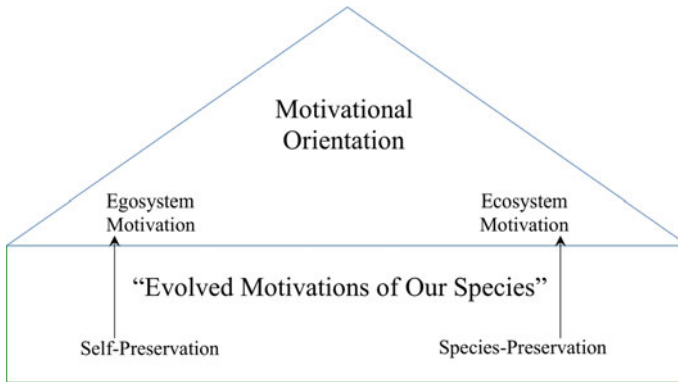 Motivational
Orientation
Egosystem
Motivation
Ecosystem
Motivation
“Evolved Motivations of Our Species”
Self-Preservation
Species-Preservation